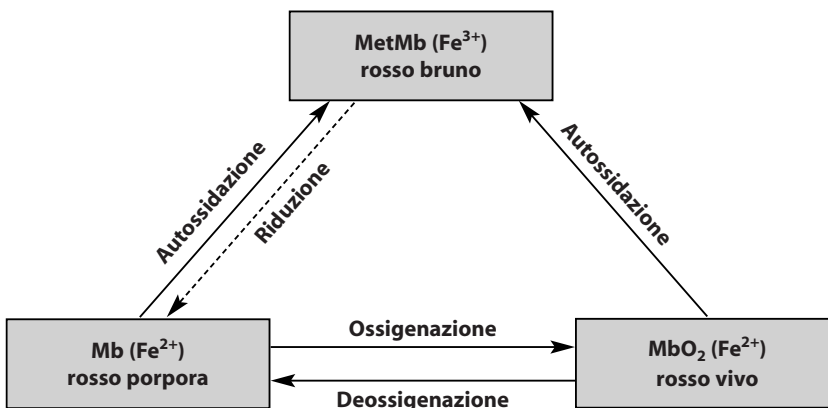 MetMb (Fe³⁺)
rosso bruno
Autossidazione
Riduzione
Autossidazione
Mb (Fe²⁺)
rosso porpora
Ossigenazione
Deossigenazione
MbO₂ (Fe²⁺)
rosso vivo